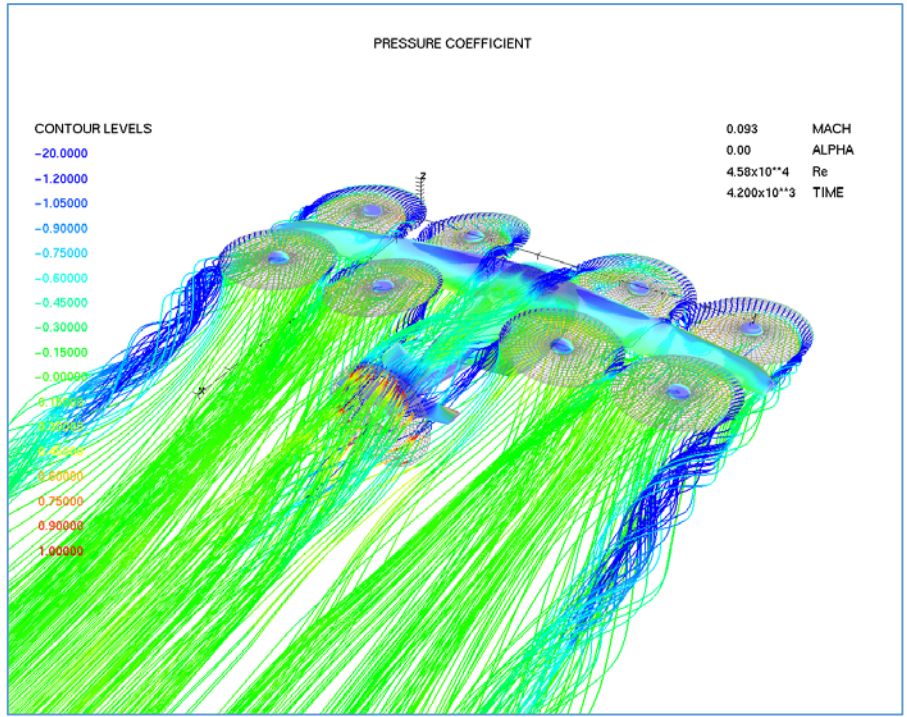 PRESSURE COEFFICIENT
CONTOUR LEVELS
-20.0000
-1.20000
-1.05000
-0.90000
-0.75000
-0.60000
-0.45000
-0.30000
-0.15000
-0.00000
0.60000
0.75000
0.90000
1.00000
0.093 MACH
0.00 ALPHA
4.58x10**4 Re
4.200x10**3 TIME
Z